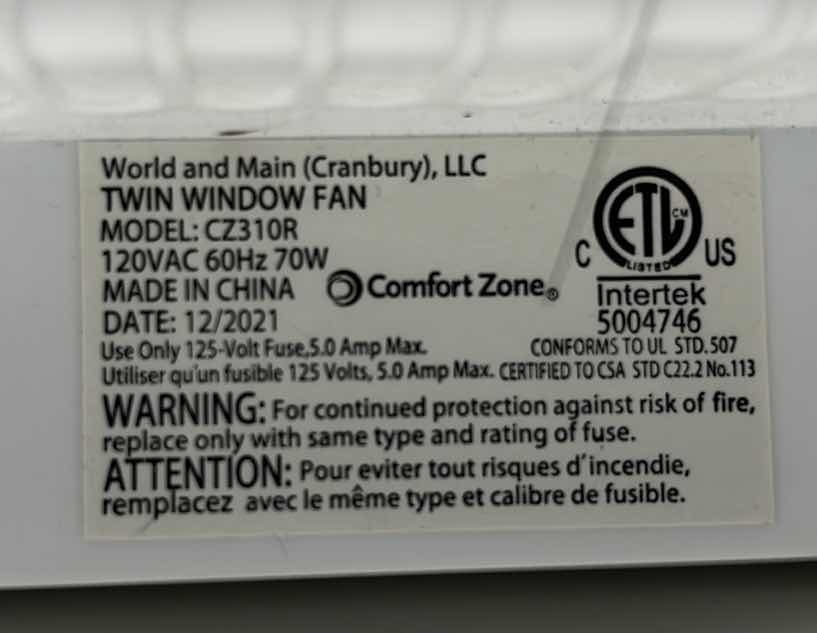 World and Main (Cranbury), LLC
TWIN WINDOW FAN
MODEL: CZ310R
120VAC 60Hz 70W
MADE IN CHINA
Comfort Zone®
DATE: 12/2021
ETL CM
LISTED
C US
Intertek
5004746
Use Only 125-Volt Fuse,5.0 Amp Max.
CONFORMS TO UL STD.507
Utiliser qu'un fusible 125 Volts, 5.0 Amp Max.
CERTIFIED TO CSA STD C22.2 No.113
WARNING: For continued protection against risk of fire,
replace only with same type and rating of fuse.
ATTENTION: Pour eviter tout risques d'incendie,
remplacez avec le même type et calibre de fusible.